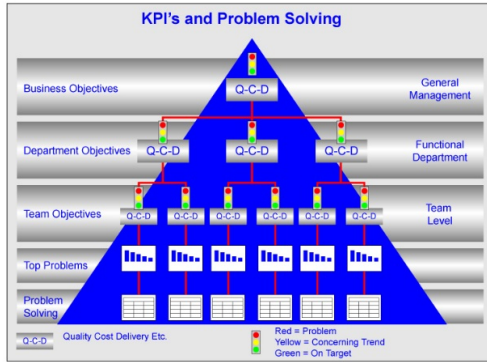 KPI's and Problem Solving
Business Objectives
Q-C-D
General
Management
Department Objectives
Q-C-D
Q-C-D
Q-C-D
Functional
Department
Team Objectives
Q-C-D
Q-C-D
Q-C-D
Q-C-D
Q-C-D
Q-C-D
Team
Level
Top Problems
Problem
Solving
Q-C-D
Quality Cost Delivery Etc.
Red = Problem
Yellow = Concerning Trend
Green = On Target